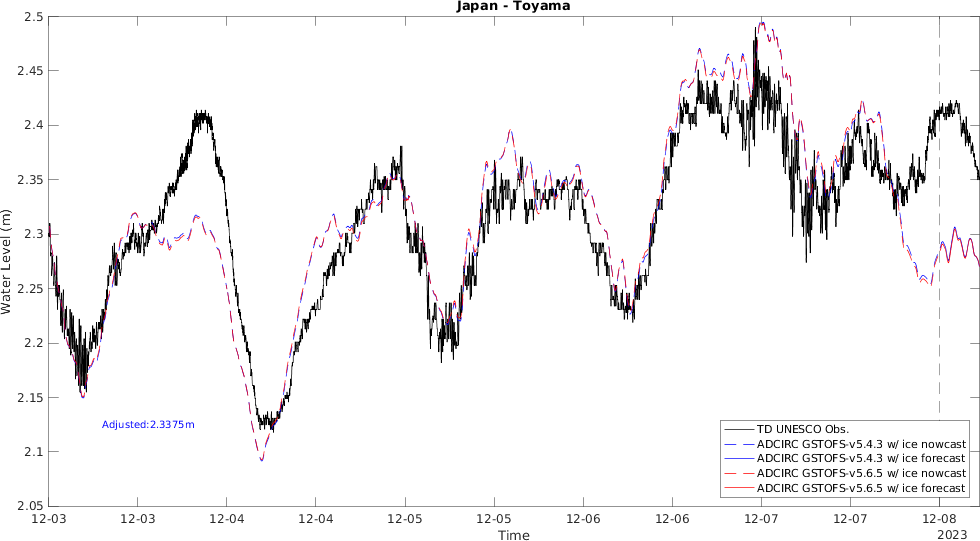 Japan - Toyama
2.5
2.45
2.4
2.35
2.3
2.25
2.2
2.15
2.1
2.05
Water Level (m)
Adjusted:2.3375m
TD UNESCO Obs.
ADCIRC GSTOFS-v5.4.3 w/ ice nowcast
ADCIRC GSTOFS-v5.4.3 w/ ice forecast
ADCIRC GSTOFS-v5.6.5 w/ ice nowcast
ADCIRC GSTOFS-v5.6.5 w/ ice forecast
12-03 12-03 12-04 12-04 12-05 12-05 12-06 12-06 12-07 12-07 12-08
Time
2023